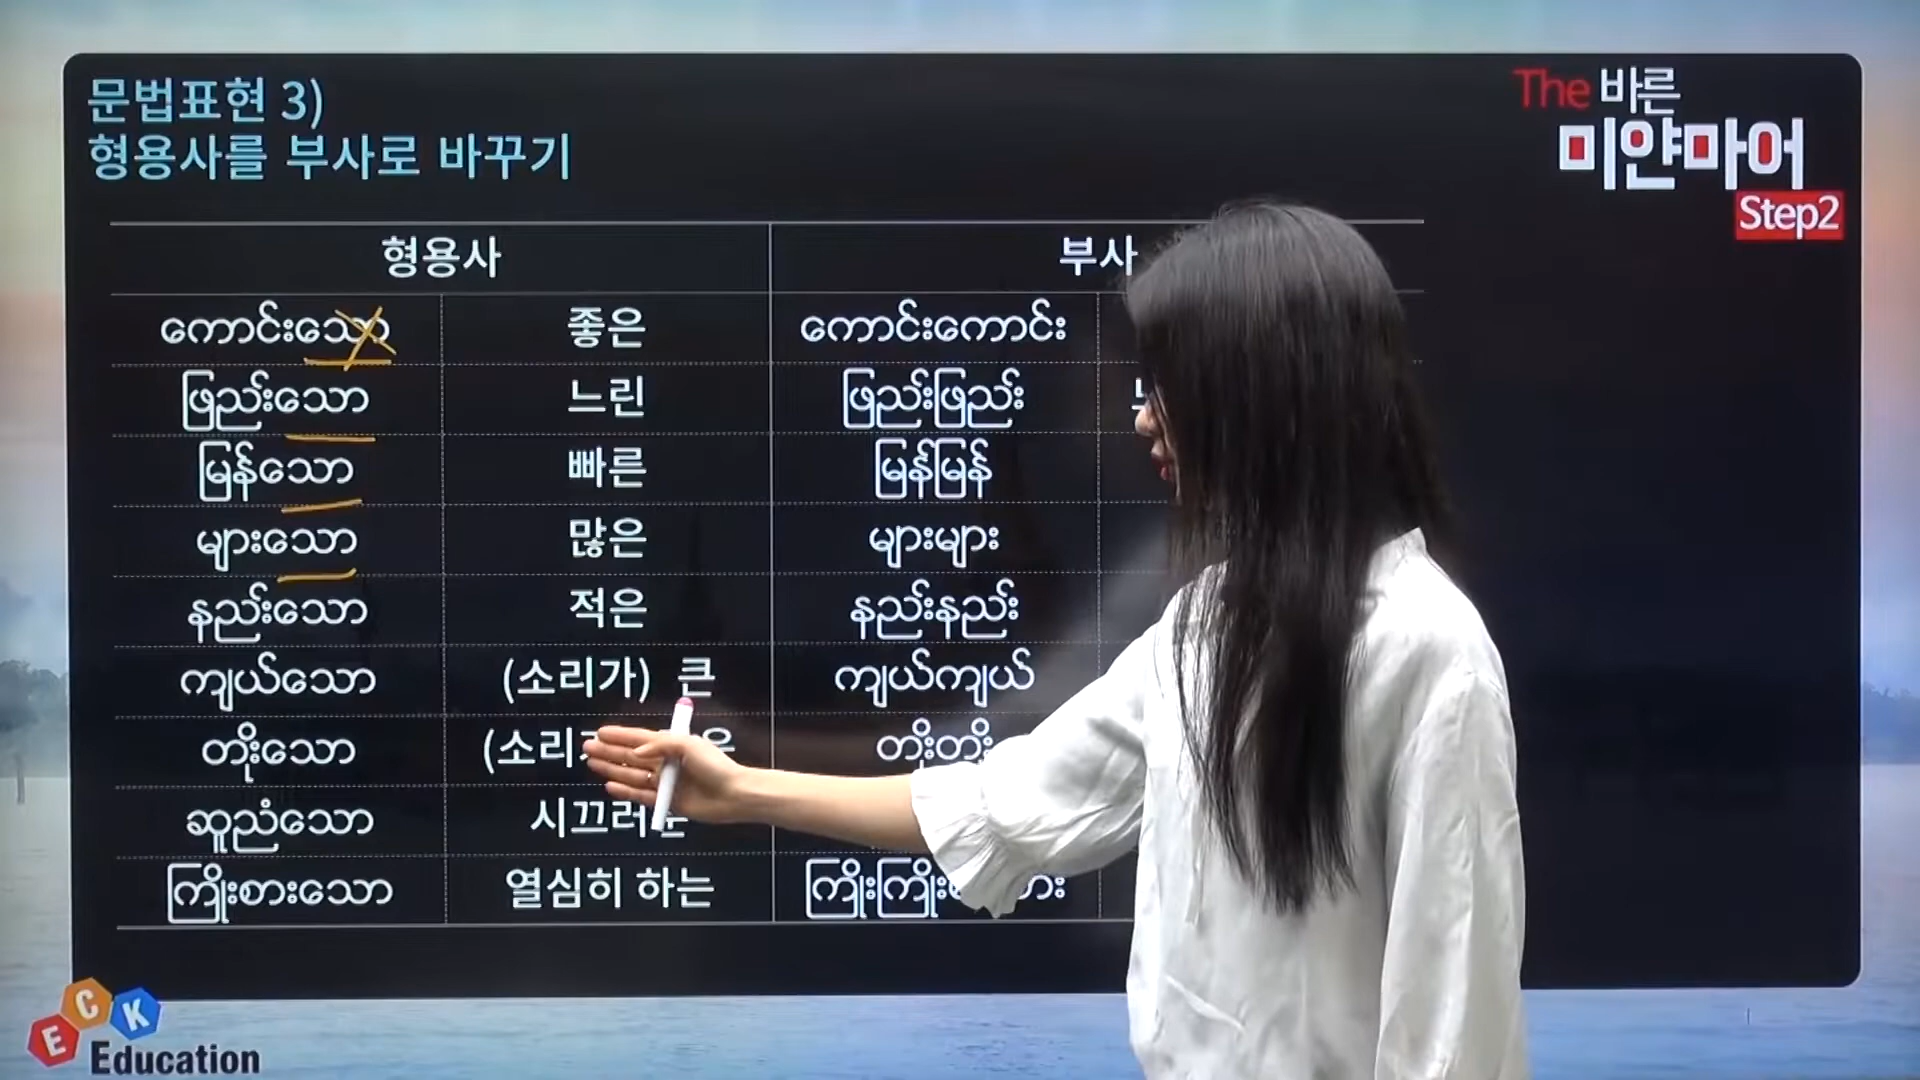 문법표현 3)
형용사를 부사로 바꾸기
The 바른
미얀마어
Step2
형용사 부사
ကောင်းသော 좋은 ကောင်းကောင်း
ဖြည်းသော 느린 ဖြည်းဖြည်း
မြန်သော 빠른 မြန်မြန်
များသော 많은 များများ
နည်းသော 적은 နည်းနည်း
ကျယ်သော (소리가) 큰 ကျယ်ကျယ်
တိုးသော တိုးတိုး
ဆူညံသော
ကြိုးစားသော 열심히 하는
ECK
Education